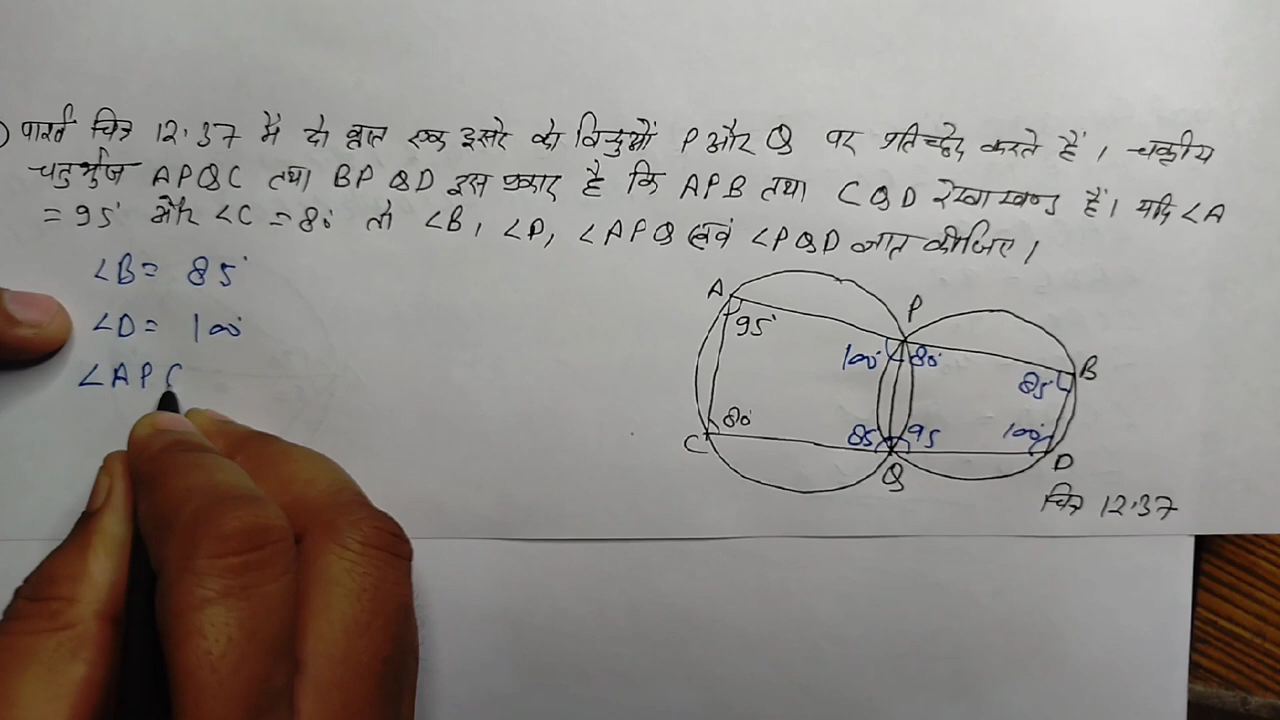 ) पार्श्व चित्र 12.37 में दो वृत्त एक दूसरे को बिन्दुओं P और Q पर प्रतिच्छेद करते हैं। चक्रीय
चतुर्भुज APQC तथा BPQD इस प्रकार है कि APB तथा CQD रेखाखण्ड हैं। यदि ∠A
= 95° और ∠C = 80° तो ∠B, ∠P, ∠APQ एवं ∠PQD ज्ञात कीजिए।
∠B = 85°
∠D = 100°
∠AP
A
95°
P
100°
80°
B
85°
C
80°
85
95
100°
D
Q
चित्र 12.37